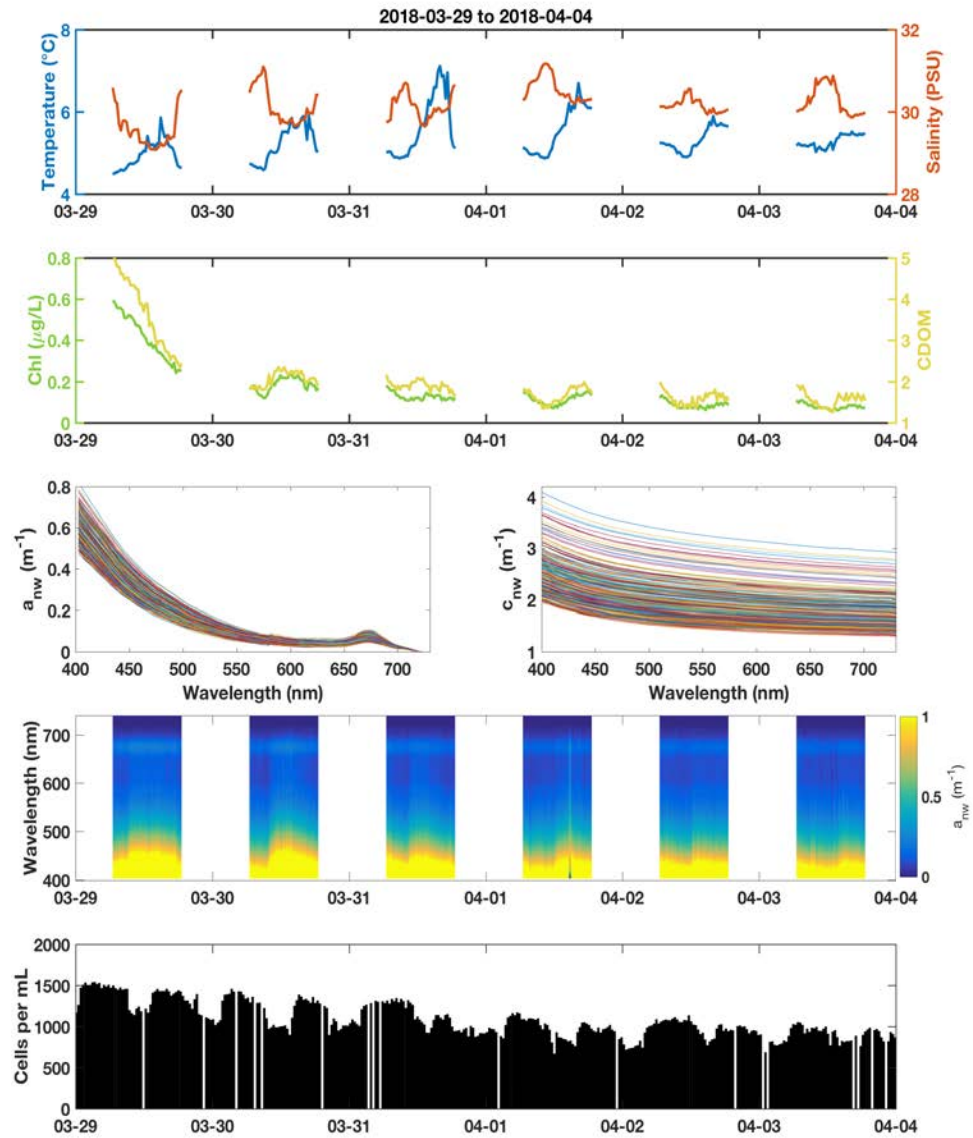 2018-03-29 to 2018-04-04
Temperature (°C)
8
6
4
32
30
28
Salinity (PSU)
03-29 03-30 03-31 04-01 04-02 04-03 04-04
Chl (μg/L)
0.8
0.6
0.4
0.2
0
5
4
3
2
1
CDOM
03-29 03-30 03-31 04-01 04-02 04-03 04-04
a_nw (m^-1)
0.8
0.6
0.4
0.2
0
400 450 500 550 600 650 700
Wavelength (nm)
c_nw (m^-1)
4
3
2
1
400 450 500 550 600 650 700
Wavelength (nm)
Wavelength (nm)
700
600
500
400
03-29 03-30 03-31 04-01 04-02 04-03 04-04
1
0.5
0
a_nw (m^-1)
Cells per mL
2000
1500
1000
500
0
03-29 03-30 03-31 04-01 04-02 04-03 04-04